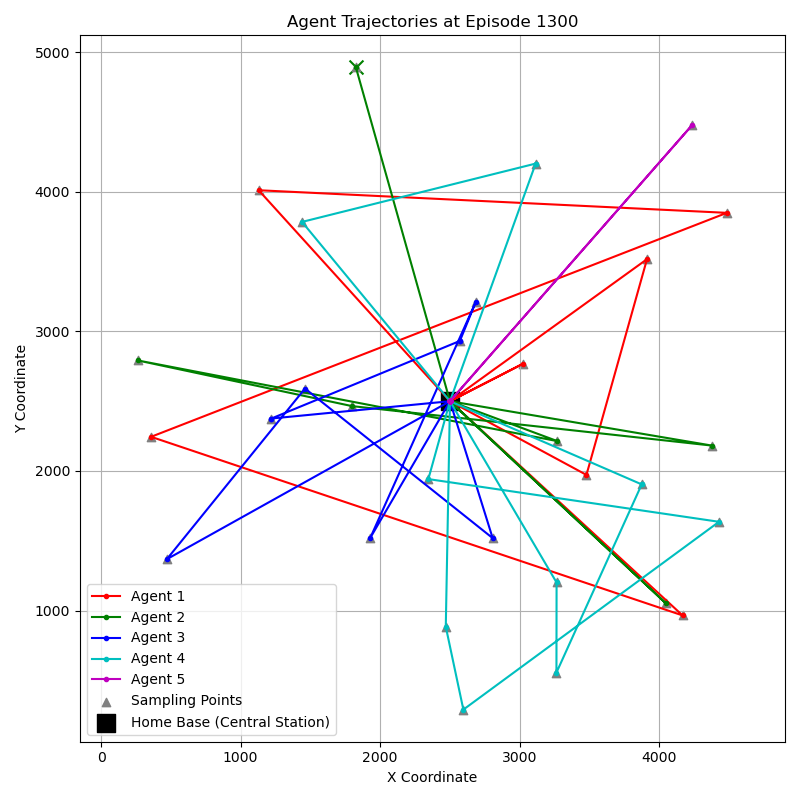 Agent Trajectories at Episode 1300
5000
4000
3000
2000
1000
Y Coordinate
Agent 1
Agent 2
Agent 3
Agent 4
Agent 5
Sampling Points
Home Base (Central Station)
0 1000 2000 3000 4000
X Coordinate